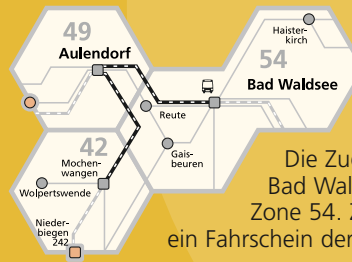 49
Aulendorf
Haister-
kirch
54
Bad Waldsee
Reute
42
Mochen-
wangen
Gais-
beuren
Wolpertswende
Nieder-
biegen
242
Die Zu
Bad Wal
Zone 54. Z
ein Fahrschein der